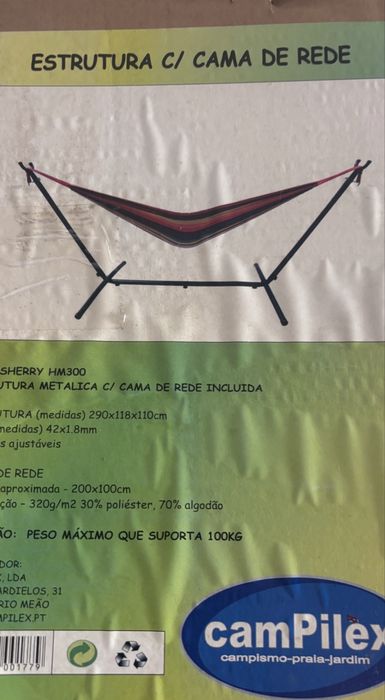 ESTRUTURA C/ CAMA DE REDE
SHERRY HM300
UTURA METALICA C/ CAMA DE REDE INCLUIDA
TURA (medidas) 290x118x110cm
medidas) 42x1.8mm
s ajustáveis
DE REDE
aproximada - 200x100cm
ção - 320g/m2 30% poliéster, 70% algodão
ÃO: PESO MÁXIMO QUE SUPORTA 100KG
DOR:
, LDA
ARDIELOS, 31
RIO MEÃO
MPILEX.PT
001779
camPilex
campismo-praia-jardim